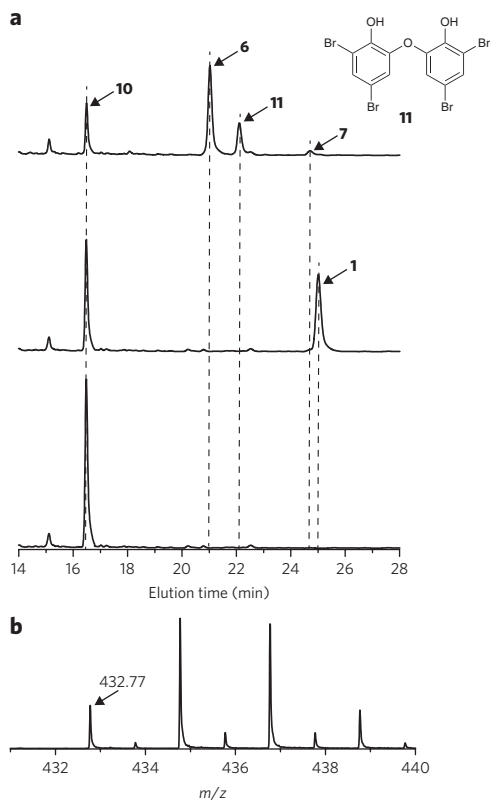 a
6
OH OH
Br O Br
10
11
Br Br
7
11
1
14 16 18 20 22 24 26 28
Elution time (min)
b
432.77
432 434 436 438 440
m/z